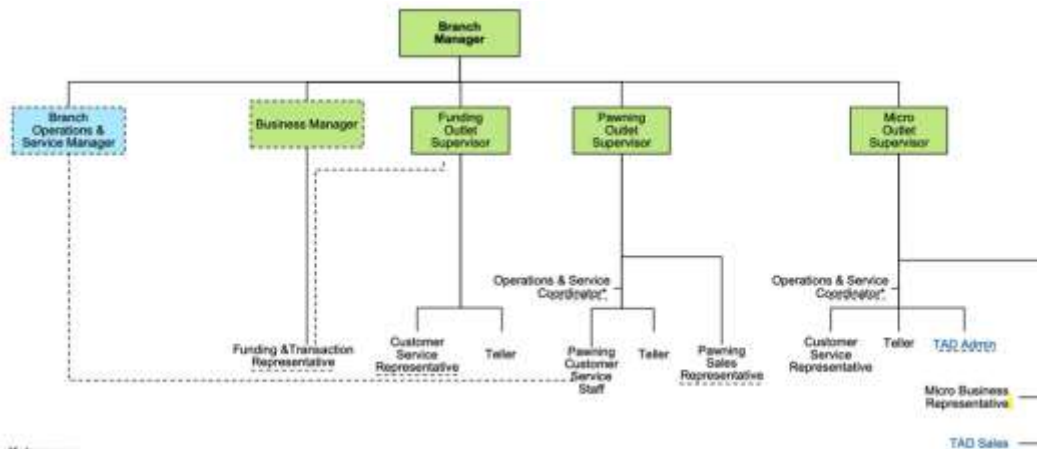 Branch
Manager
Branch
Operations &
Service Manager
Business Manager
Funding
Outlet
Supervisor
Pawning
Outlet
Supervisor
Micro
Outlet
Supervisor
Operations & Service
Coordinator*
Operations & Service
Coordinator*
Funding &Transaction
Representative
Customer
Service
Representative
Teller
Pawning
Customer
Service
Staff
Teller
Pawning
Sales
Representative
Customer
Service
Representative
Teller
TAD Admin
Micro Business
Representative
TAD Sales